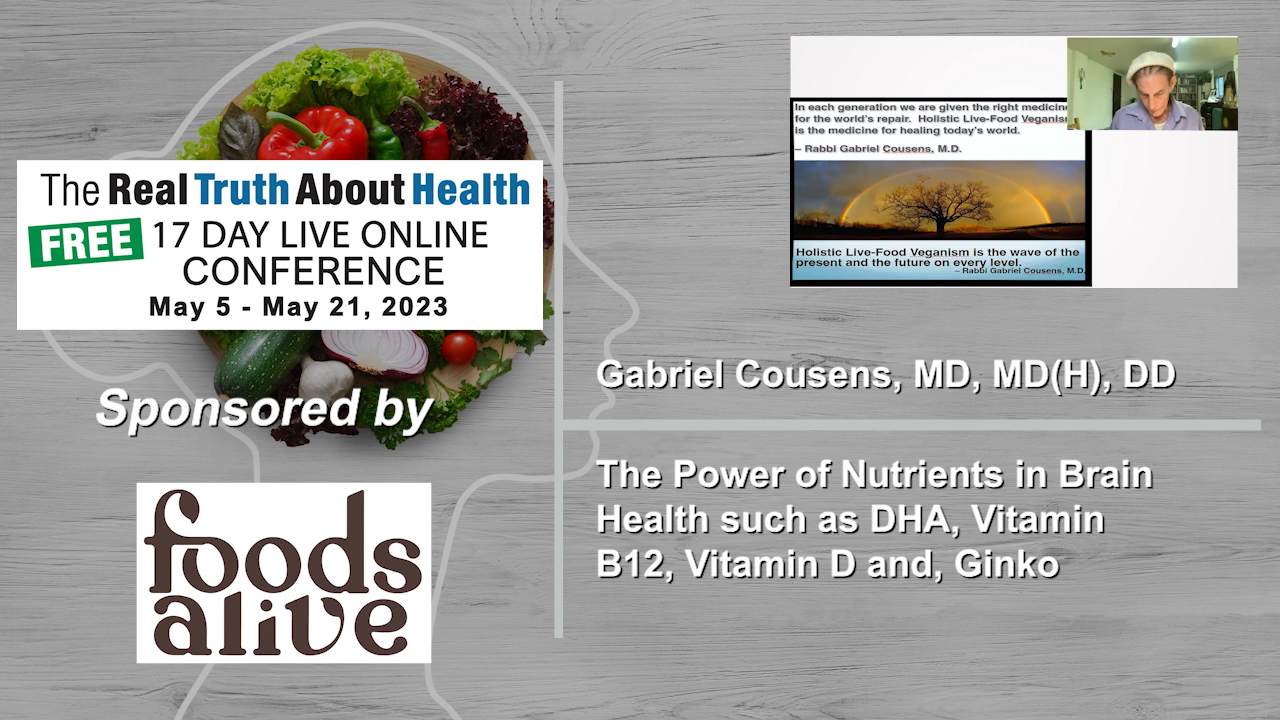 The Real Truth About Health
FREE 17 DAY LIVE ONLINE
CONFERENCE
May 5 - May 21, 2023
Sponsored by
foods
alive
In each generation we are given the right medicine
for the world's repair. Holistic Live-Food Veganism
is the medicine for healing today's world.
– Rabbi Gabriel Cousens, M.D.
Holistic Live-Food Veganism is the wave of the
present and the future on every level.
– Rabbi Gabriel Cousens, M.D.
Gabriel Cousens, MD, MD(H), DD
The Power of Nutrients in Brain
Health such as DHA, Vitamin
B12, Vitamin D and, Ginko